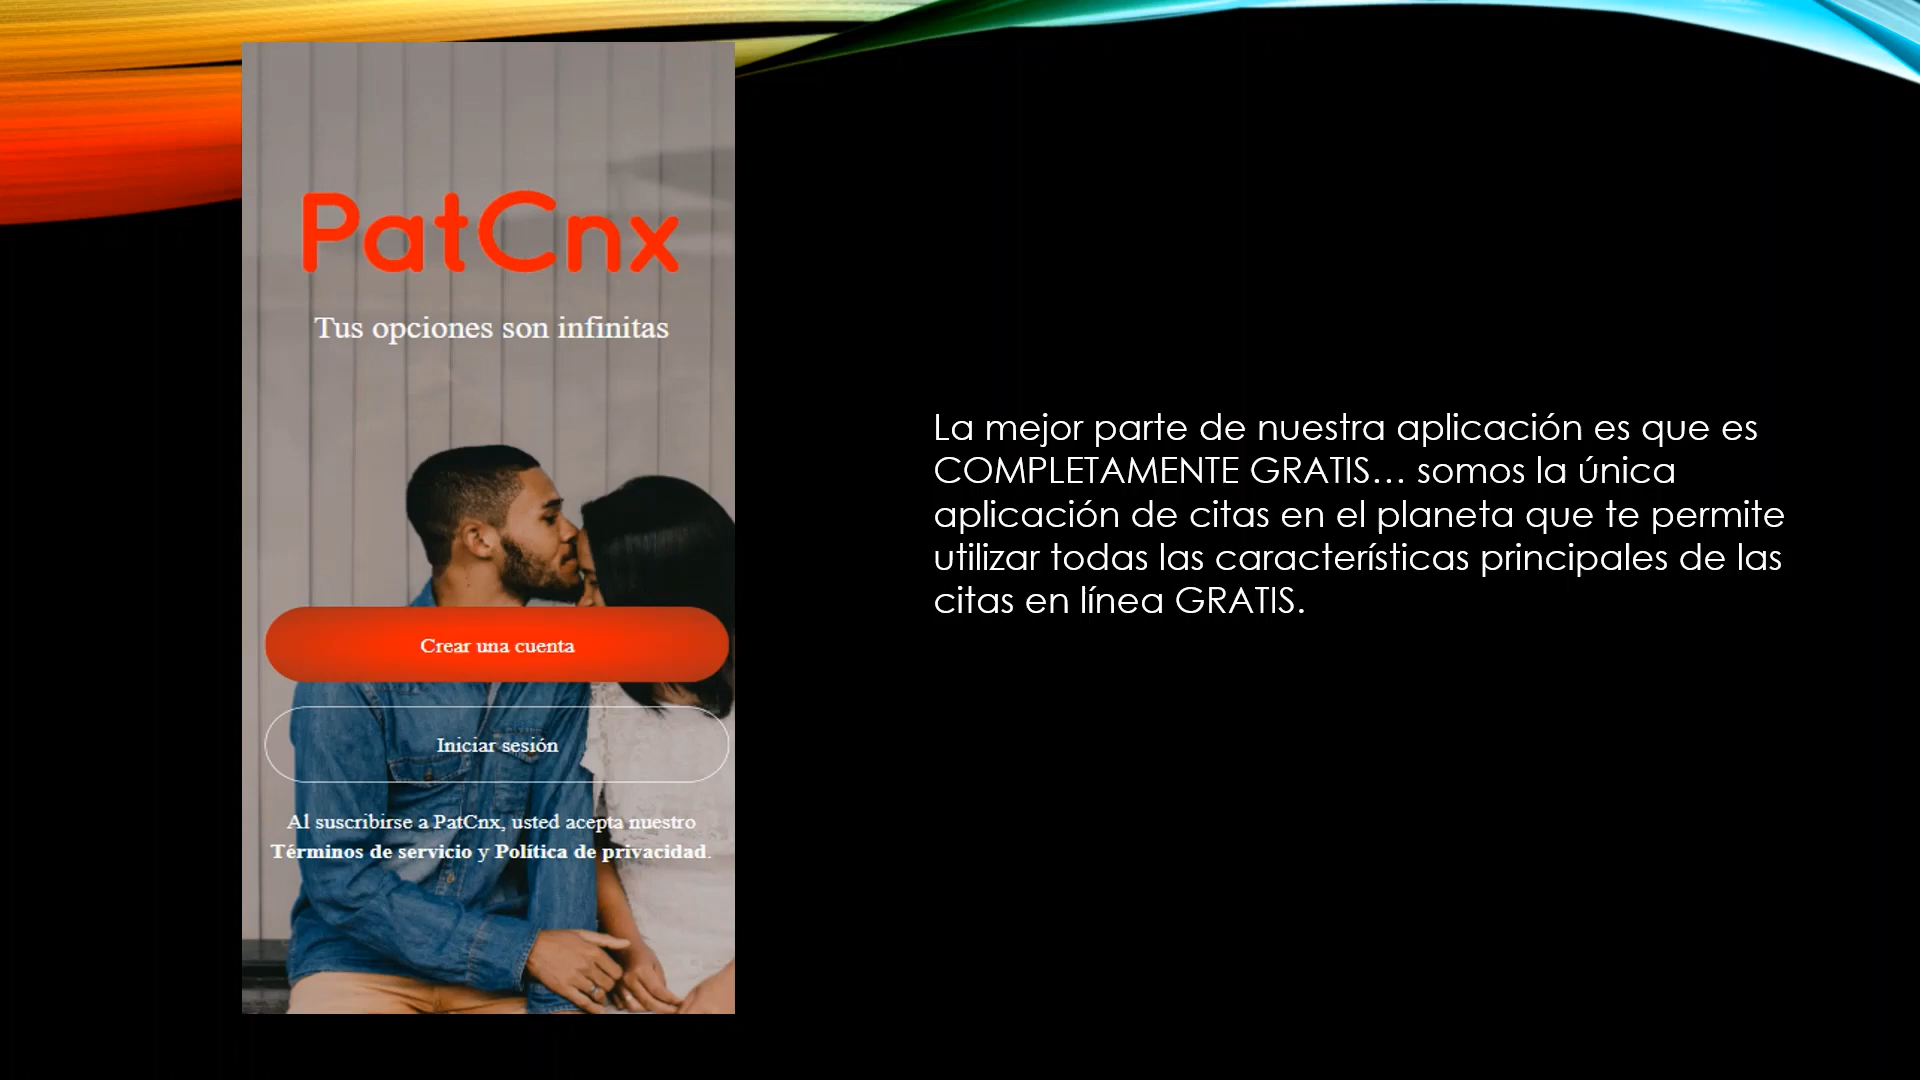 PatCnx
Tus opciones son infinitas
Crear una cuenta
Iniciar sesión
Al suscribirse a PatCnx, usted acepta nuestro
Términos de servicio y Política de privacidad.
La mejor parte de nuestra aplicación es que es
COMPLETAMENTE GRATIS… somos la única
aplicación de citas en el planeta que te permite
utilizar todas las características principales de las
citas en línea GRATIS.